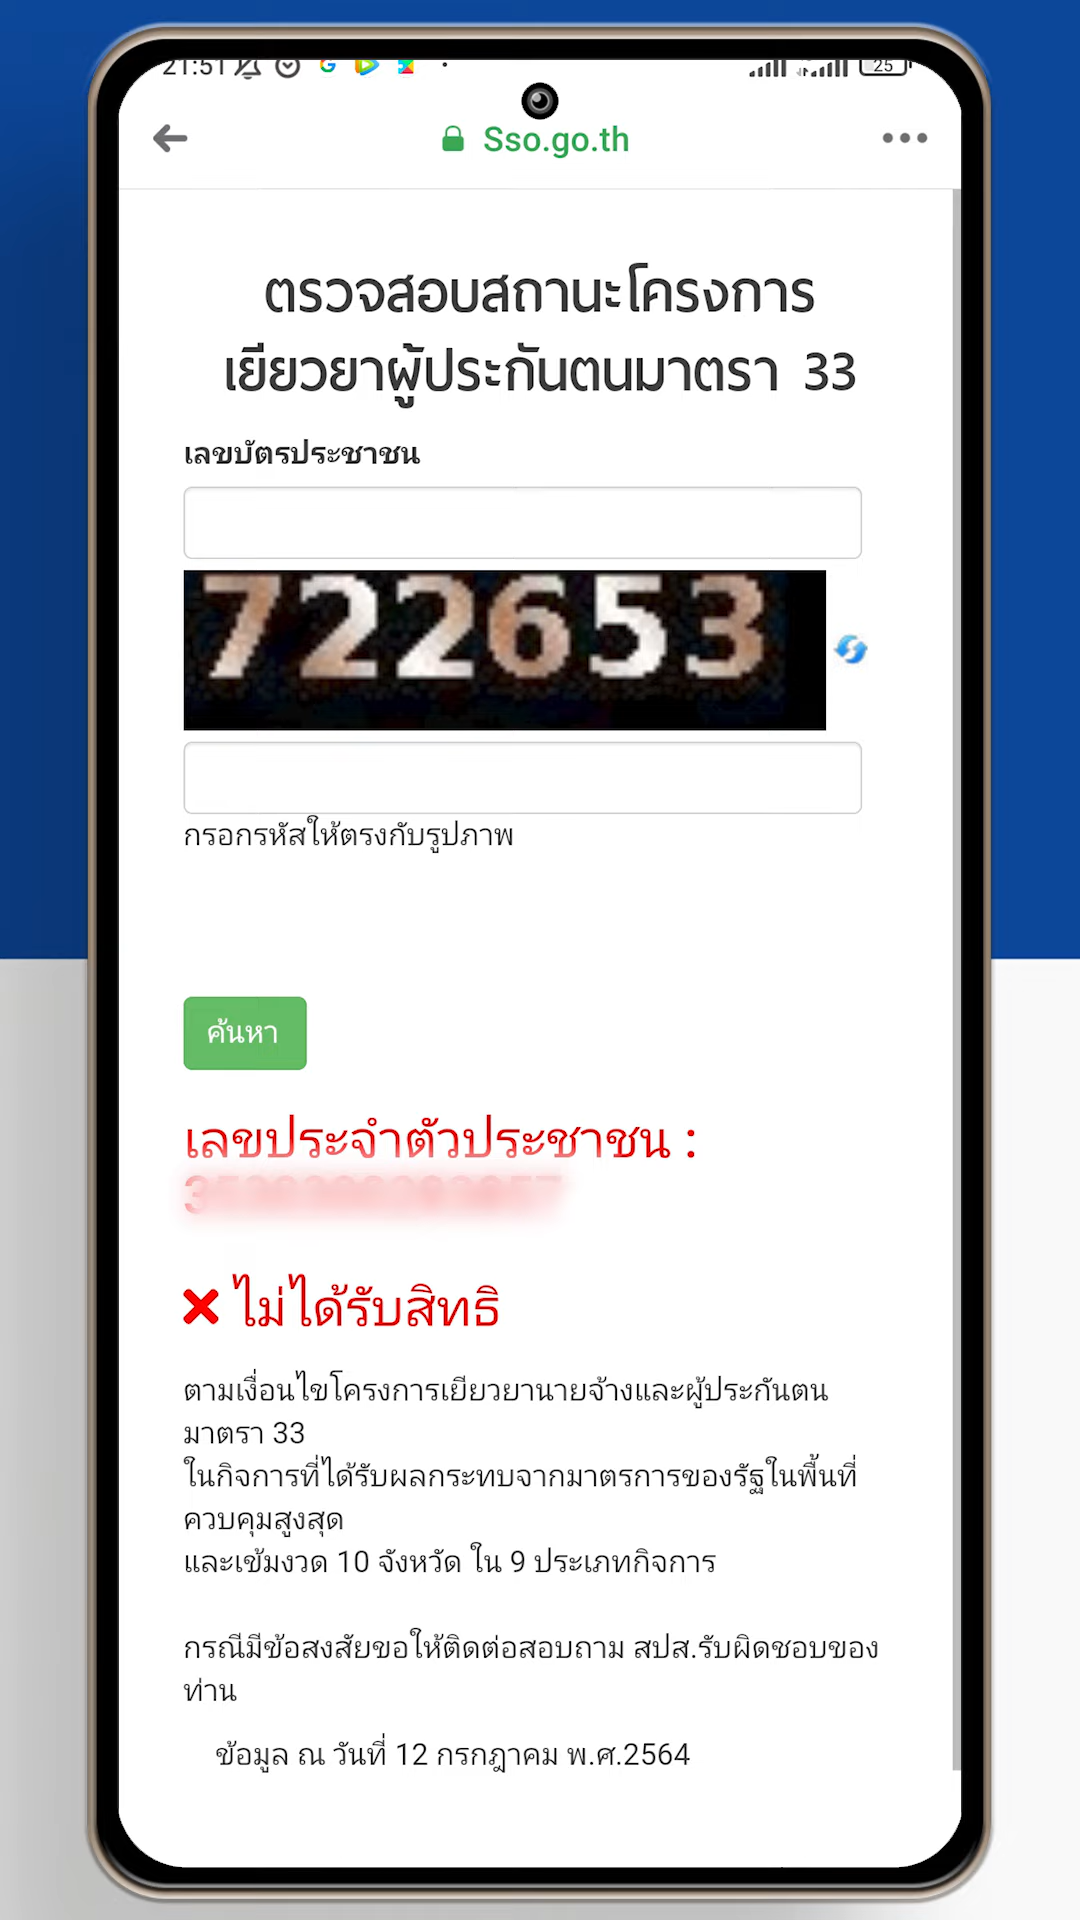 21:51
25
Sso.go.th
ตรวจสอบสถานะโครงการ
เยียวยาผู้ประกันตนมาตรา 33
เลขบัตรประชาชน
722653
กรอกรหัสให้ตรงกับรูปภาพ
ค้นหา
เลขประจำตัวประชาชน :
ไม่ได้รับสิทธิ
ตามเงื่อนไขโครงการเยียวยานายจ้างและผู้ประกันตน
มาตรา 33
ในกิจการที่ได้รับผลกระทบจากมาตรการของรัฐในพื้นที่
ควบคุมสูงสุด
และเข้มงวด 10 จังหวัด ใน 9 ประเภทกิจการ
กรณีมีข้อสงสัยขอให้ติดต่อสอบถาม สปส.รับผิดชอบของ
ท่าน
ข้อมูล ณ วันที่ 12 กรกฎาคม พ.ศ.2564